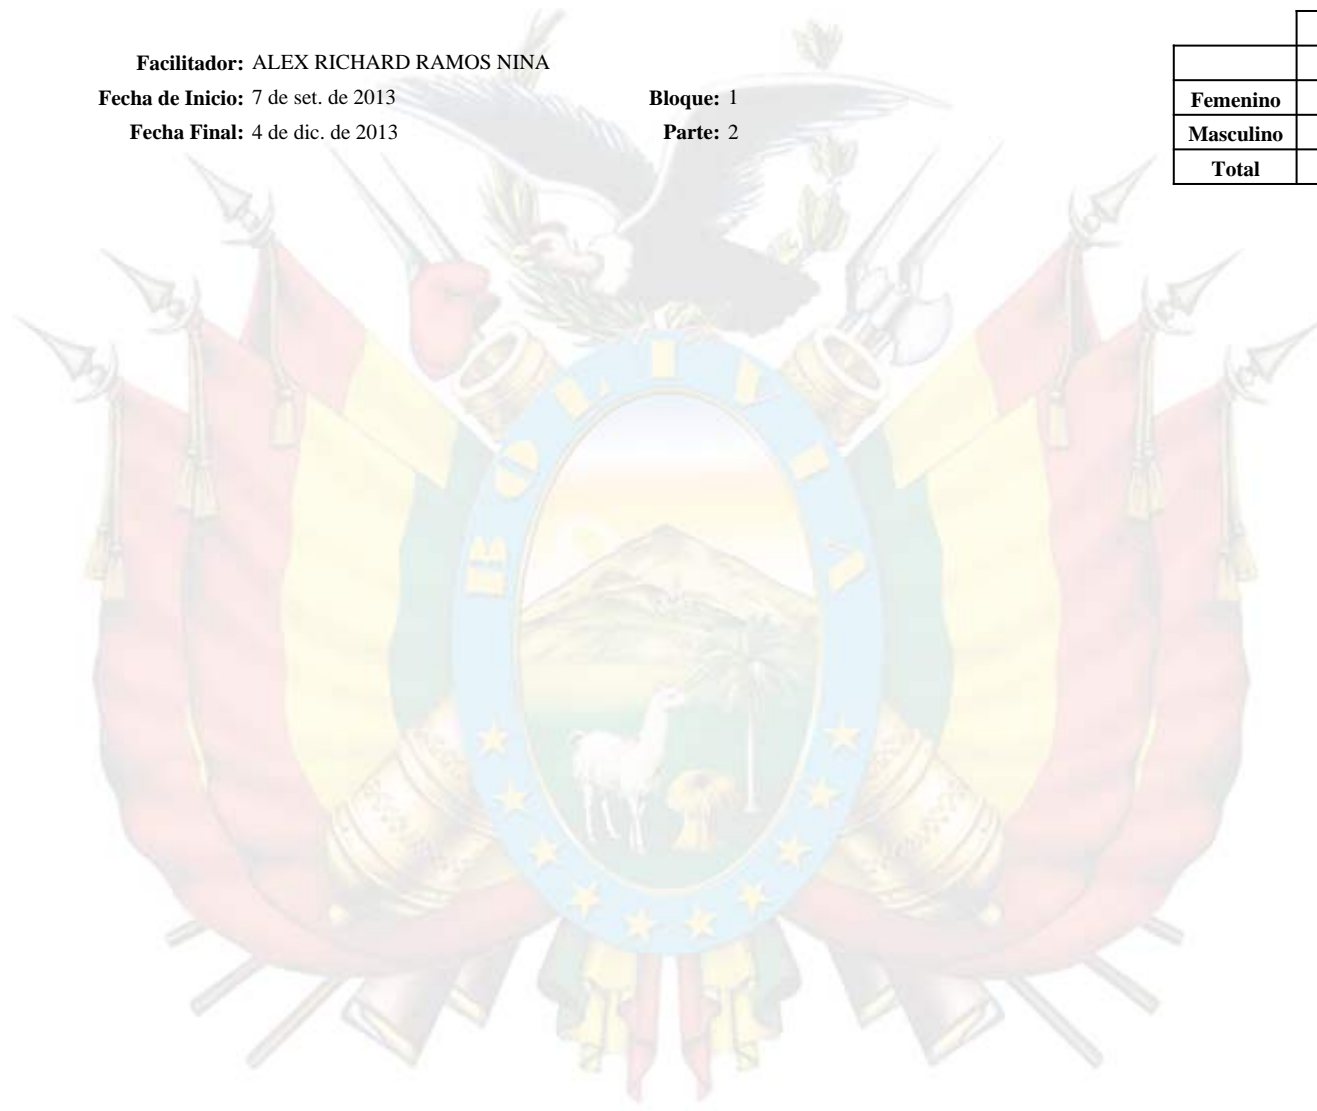 Facilitador: ALEX RICHARD RAMOS NINA
Fecha de Inicio: 7 de set. de 2013 Bloque: 1
Fecha Final: 4 de dic. de 2013 Parte: 2
Femenino
Masculino
Total
BOLIVIA